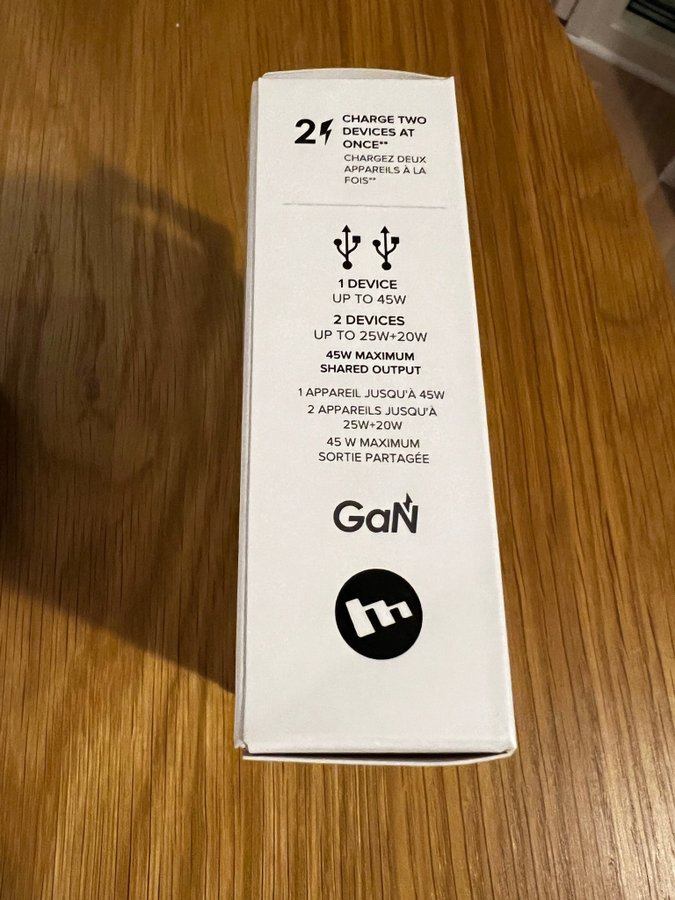 2
CHARGE TWO
DEVICES AT
ONCE**
CHARGEZ DEUX
APPAREILS À LA
FOIS**
1 DEVICE
UP TO 45W
2 DEVICES
UP TO 25W+20W
45W MAXIMUM
SHARED OUTPUT
1 APPAREIL JUSQU'À 45W
2 APPAREILS JUSQU'À
25W+20W
45 W MAXIMUM
SORTIE PARTAGÉE
GaN
m